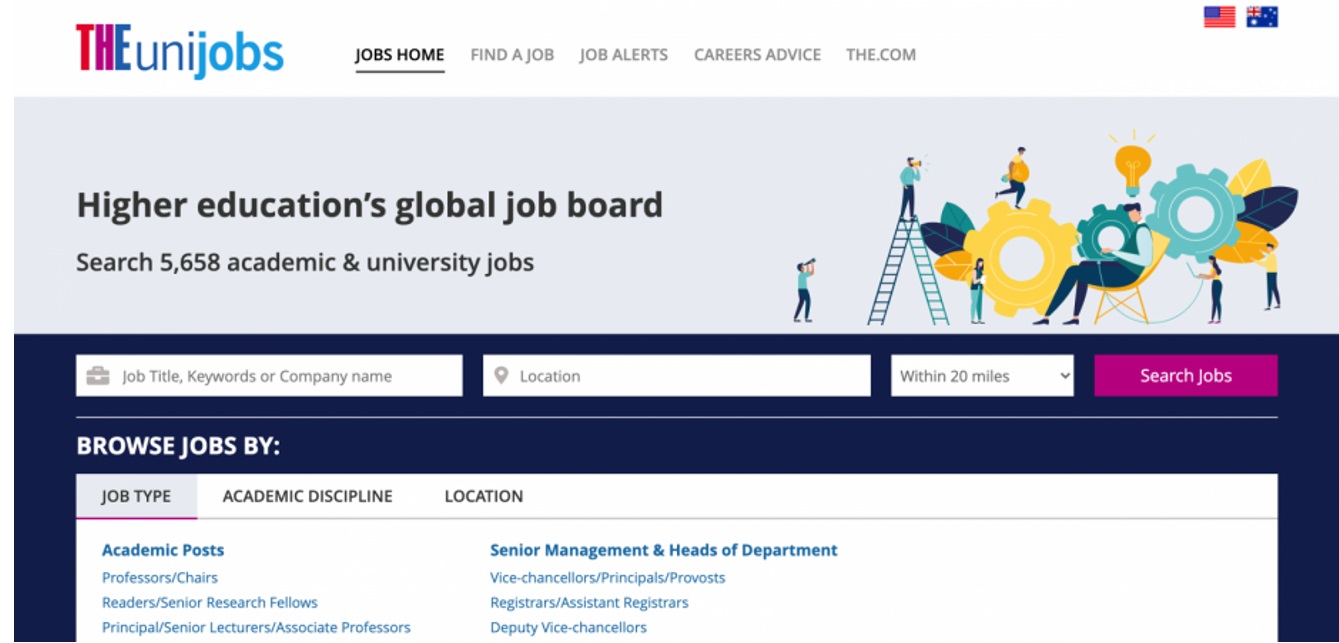 THEunijobs
JOBS HOME FIND A JOB JOB ALERTS CAREERS ADVICE THE.COM
Higher education’s global job board
Search 5,658 academic & university jobs
Job Title, Keywords or Company name Location Within 20 miles Search Jobs
BROWSE JOBS BY:
JOB TYPE ACADEMIC DISCIPLINE LOCATION
Academic Posts Senior Management & Heads of Department
Professors/Chairs Vice-chancellors/Principals/Provosts
Readers/Senior Research Fellows Registrars/Assistant Registrars
Principal/Senior Lecturers/Associate Professors Deputy Vice-chancellors